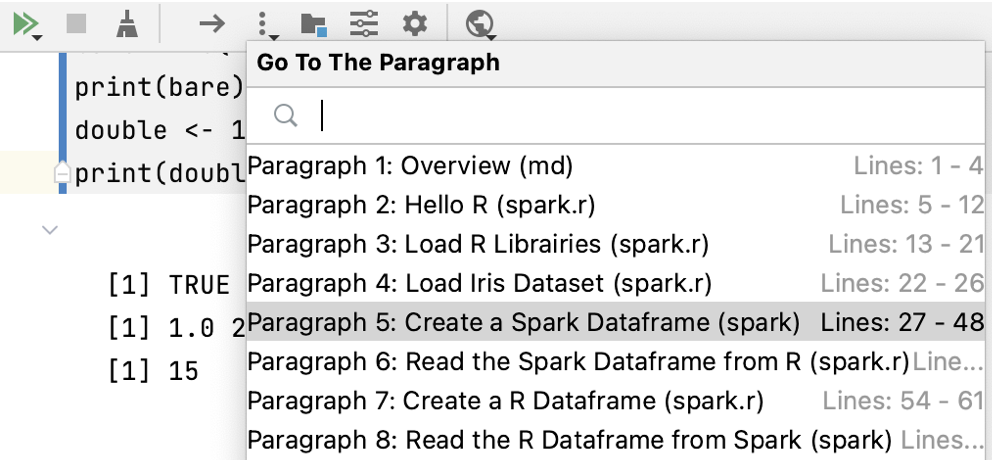 Go To The Paragraph
print(bare)
double <- 1
print(doubl
Paragraph 1: Overview (md) Lines: 1 - 4
Paragraph 2: Hello R (spark.r) Lines: 5 - 12
Paragraph 3: Load R Librairies (spark.r) Lines: 13 - 21
Paragraph 4: Load Iris Dataset (spark.r) Lines: 22 - 26
Paragraph 5: Create a Spark Dataframe (spark) Lines: 27 - 48
Paragraph 6: Read the Spark Dataframe from R (spark.r) Line...
Paragraph 7: Create a R Dataframe (spark.r) Lines: 54 - 61
Paragraph 8: Read the R Dataframe from Spark (spark) Lines...
[1] TRUE
[1] 1.0 2
[1] 15